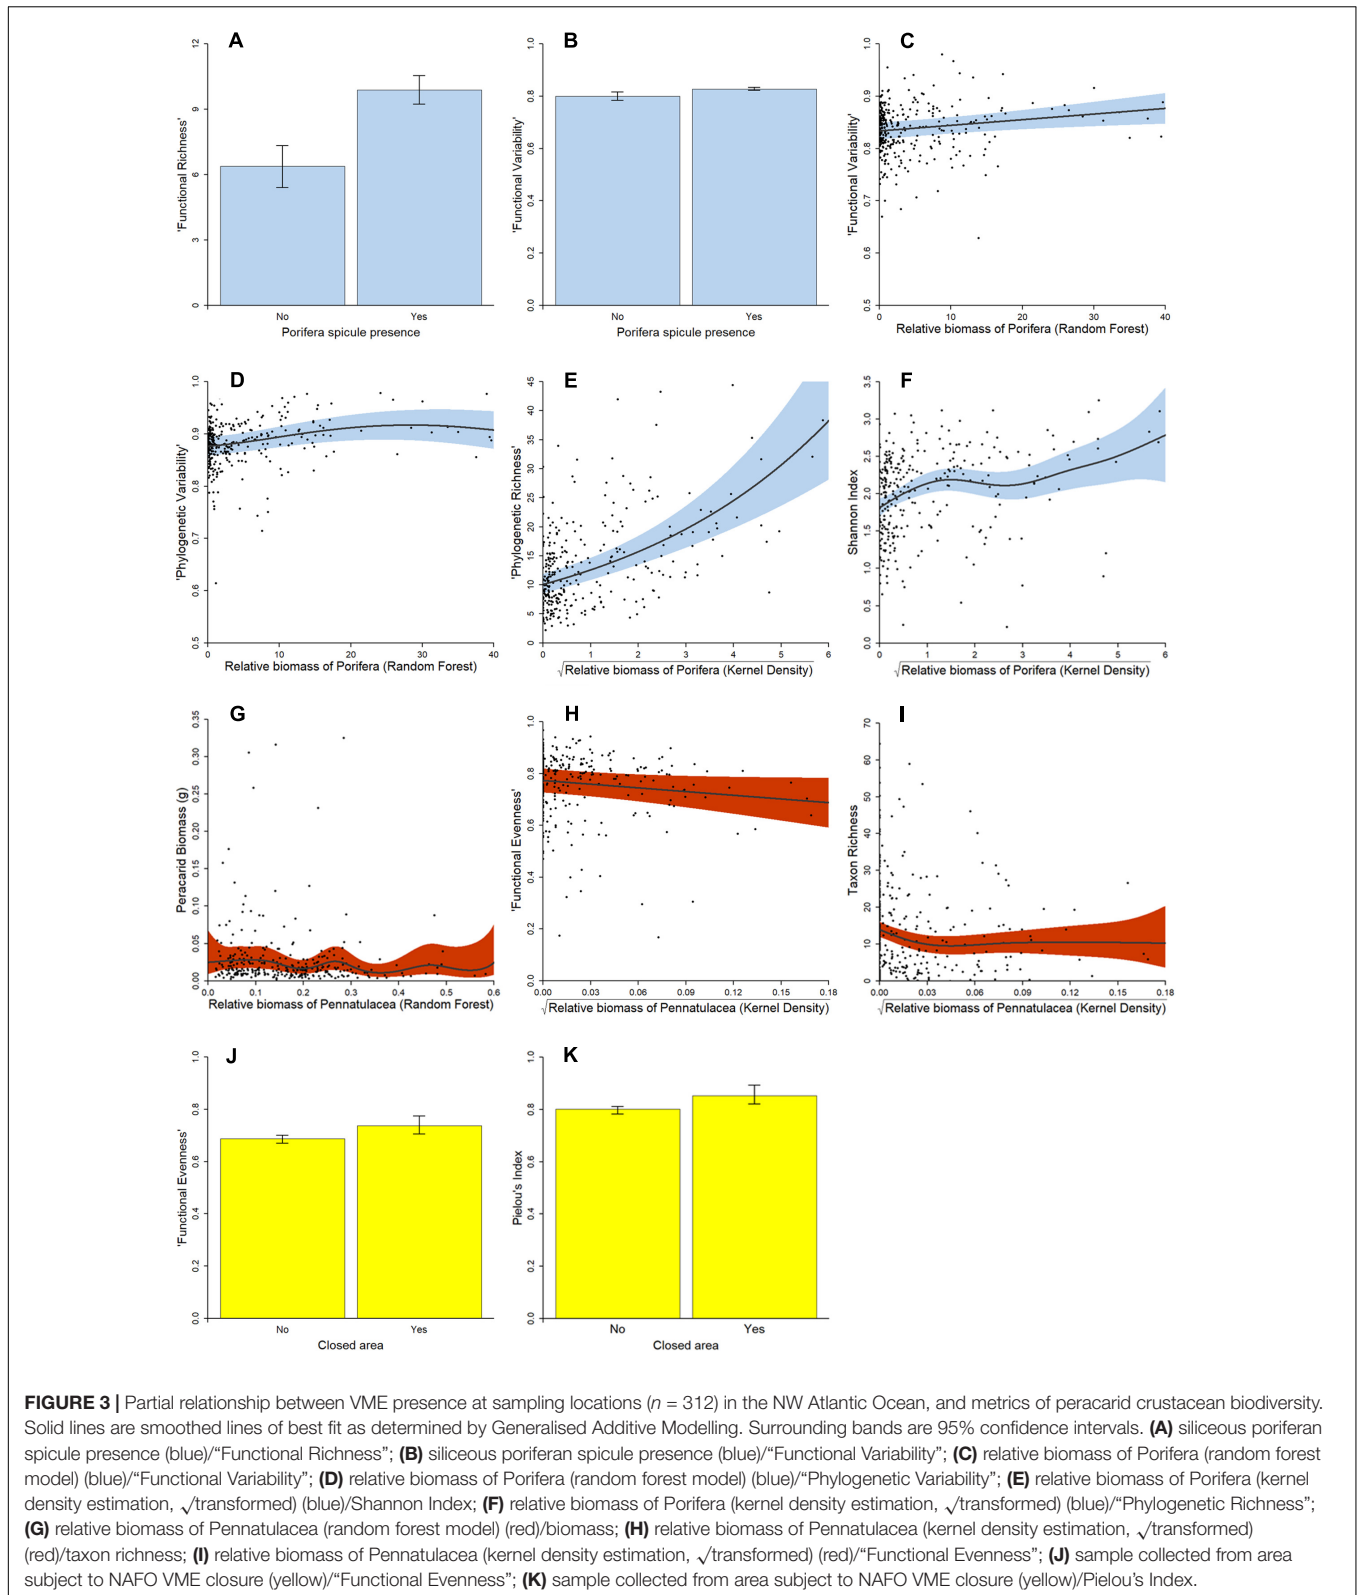 A
'Functional Richness'
0 3 6 9 12
No Yes
Porifera spicule presence
B
'Functional Variability'
0.0 0.2 0.4 0.6 0.8 1.0
No Yes
Porifera spicule presence
C
'Functional Variability'
0.5 0.6 0.7 0.8 0.9 1.0
0 10 20 30 40
Relative biomass of Porifera (Random Forest)
D
'Phylogenetic Variability'
0.5 0.6 0.7 0.8 0.9 1.0
0 10 20 30 40
Relative biomass of Porifera (Random Forest)
E
'Phylogenetic Richness'
0 5 10 15 20 25 30 35 40 45
0 1 2 3 4 5 6
√Relative biomass of Porifera (Kernel Density)
F
Shannon Index
0.0 0.5 1.0 1.5 2.0 2.5 3.0 3.5
0 1 2 3 4 5 6
√Relative biomass of Porifera (Kernel Density)
G
Peracarid Biomass (g)
0.00 0.05 0.10 0.15 0.20 0.25 0.30 0.35
0.0 0.1 0.2 0.3 0.4 0.5 0.6
Relative biomass of Pennatulacea (Random Forest)
H
'Functional Evenness'
0.0 0.2 0.4 0.6 0.8 1.0
0.00 0.03 0.06 0.09 0.12 0.15 0.18
√Relative biomass of Pennatulacea (Kernel Density)
I
Taxon Richness
0 10 20 30 40 50 60 70
0.00 0.03 0.06 0.09 0.12 0.15 0.18
√Relative biomass of Pennatulacea (Kernel Density)
J
'Functional Evenness'
0.0 0.2 0.4 0.6 0.8 1.0
No Yes
Closed area
K
Pielou's Index
0.0 0.2 0.4 0.6 0.8 1.0
No Yes
Closed area
FIGURE 3 | Partial relationship between VME presence at sampling locations (n = 312) in the NW Atlantic Ocean, and metrics of peracarid crustacean biodiversity.
Solid lines are smoothed lines of best fit as determined by Generalised Additive Modelling. Surrounding bands are 95% confidence intervals. (A) siliceous poriferan
spicule presence (blue)/“Functional Richness”; (B) siliceous poriferan spicule presence (blue)/“Functional Variability”; (C) relative biomass of Porifera (random forest
model) (blue)/“Functional Variability”; (D) relative biomass of Porifera (random forest model) (blue)/“Phylogenetic Variability”; (E) relative biomass of Porifera (kernel
density estimation, √transformed) (blue)/Shannon Index; (F) relative biomass of Porifera (kernel density estimation, √transformed) (blue)/“Phylogenetic Richness”;
(G) relative biomass of Pennatulacea (random forest model) (red)/biomass; (H) relative biomass of Pennatulacea (kernel density estimation, √transformed)
(red)/taxon richness; (I) relative biomass of Pennatulacea (kernel density estimation, √transformed) (red)/“Functional Evenness”; (J) sample collected from area
subject to NAFO VME closure (yellow)/“Functional Evenness”; (K) sample collected from area subject to NAFO VME closure (yellow)/Pielou’s Index.